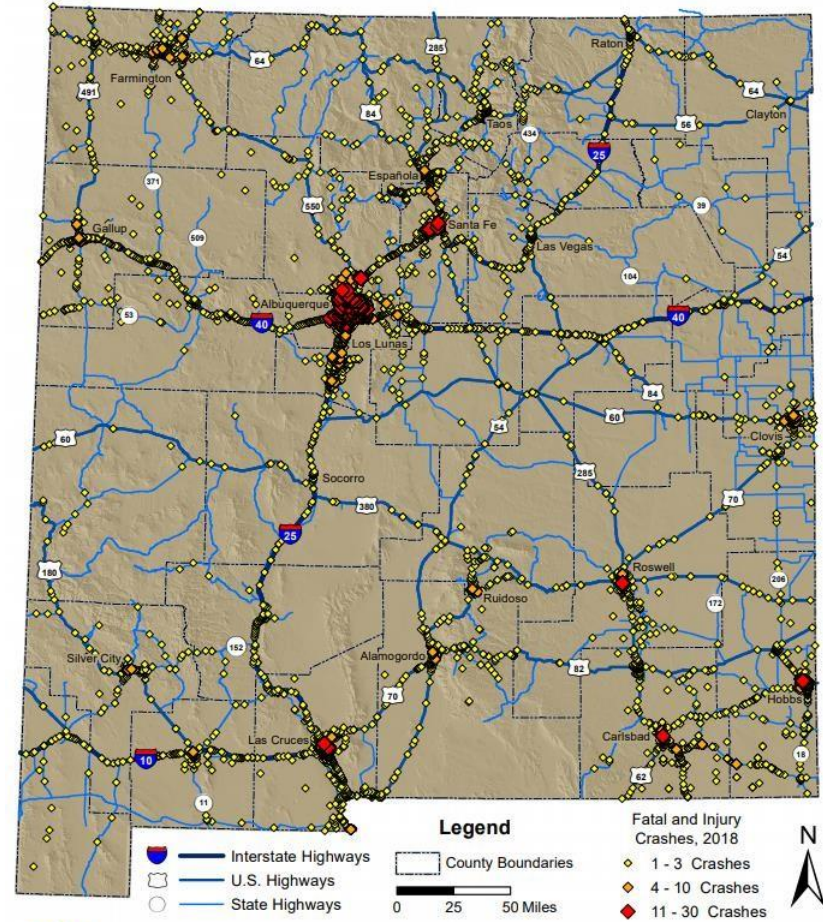 285
Raton
64
64
Farmington
491
84
Taos
56
Clayton
434
25
Española
371
550
39
Gallup
509
Santa Fe
Las Vegas
54
104
Albuquerque
53
40
40
Los Lunas
84
60
54
60
Clovis
Socorro
285
70
380
25
180
Roswell
206
172
Ruidoso
152
Silver City
Alamogordo
82
70
Hobbs
Las Cruces
Carlsbad
10
62
18
11
Legend
Interstate Highways
U.S. Highways
State Highways
County Boundaries
0 25 50 Miles
Fatal and Injury
Crashes, 2018
1 - 3 Crashes
4 - 10 Crashes
11 - 30 Crashes
N